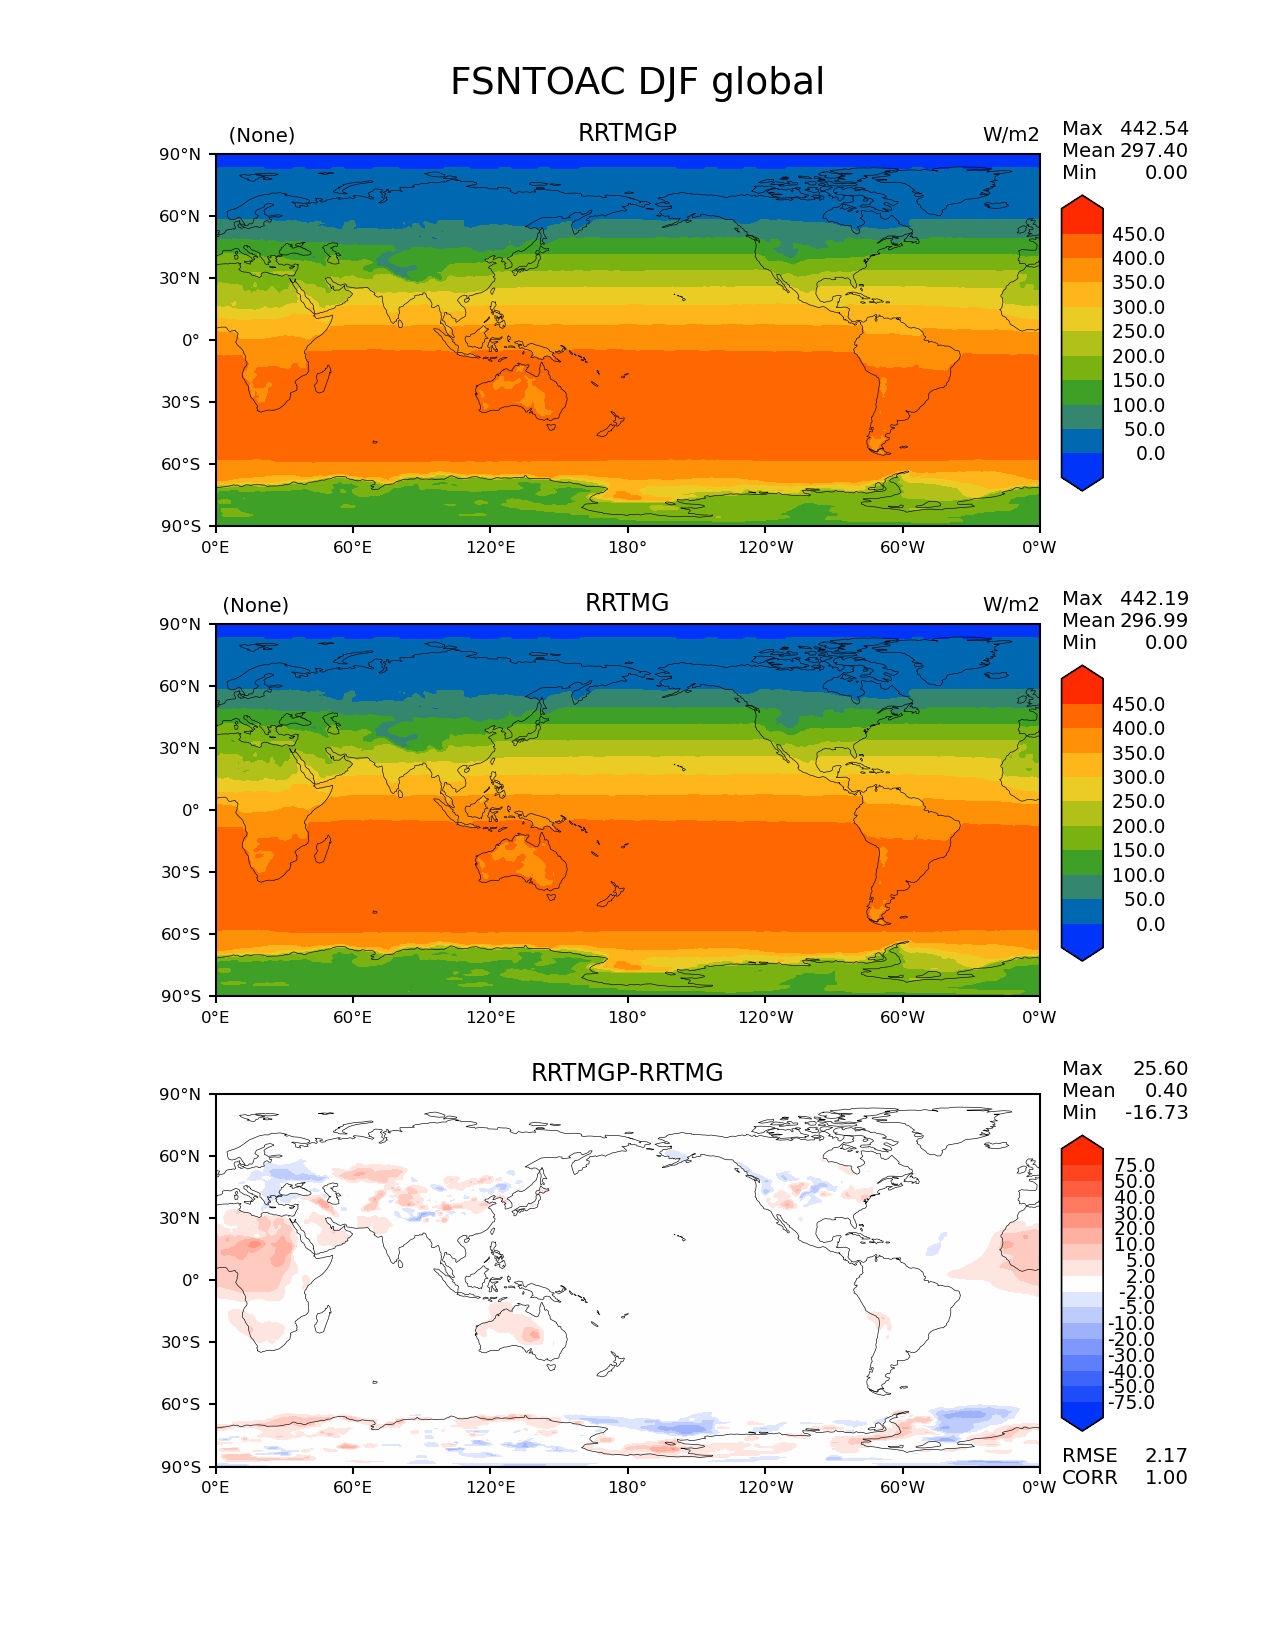 FSNTOAC DJF global
(None) RRTMGP W/m2
Max 442.54
Mean 297.40
Min 0.00
90°N
60°N
30°N
0°
30°S
60°S
90°S
0°E 60°E 120°E 180° 120°W 60°W 0°W
450.0
400.0
350.0
300.0
250.0
200.0
150.0
100.0
50.0
0.0
(None) RRTMG W/m2
Max 442.19
Mean 296.99
Min 0.00
90°N
60°N
30°N
0°
30°S
60°S
90°S
0°E 60°E 120°E 180° 120°W 60°W 0°W
450.0
400.0
350.0
300.0
250.0
200.0
150.0
100.0
50.0
0.0
RRTMGP-RRTMG
Max 25.60
Mean 0.40
Min -16.73
90°N
60°N
30°N
0°
30°S
60°S
90°S
0°E 60°E 120°E 180° 120°W 60°W 0°W
75.0
50.0
40.0
30.0
20.0
10.0
5.0
2.0
-2.0
-5.0
-10.0
-20.0
-30.0
-40.0
-50.0
-75.0
RMSE 2.17
CORR 1.00